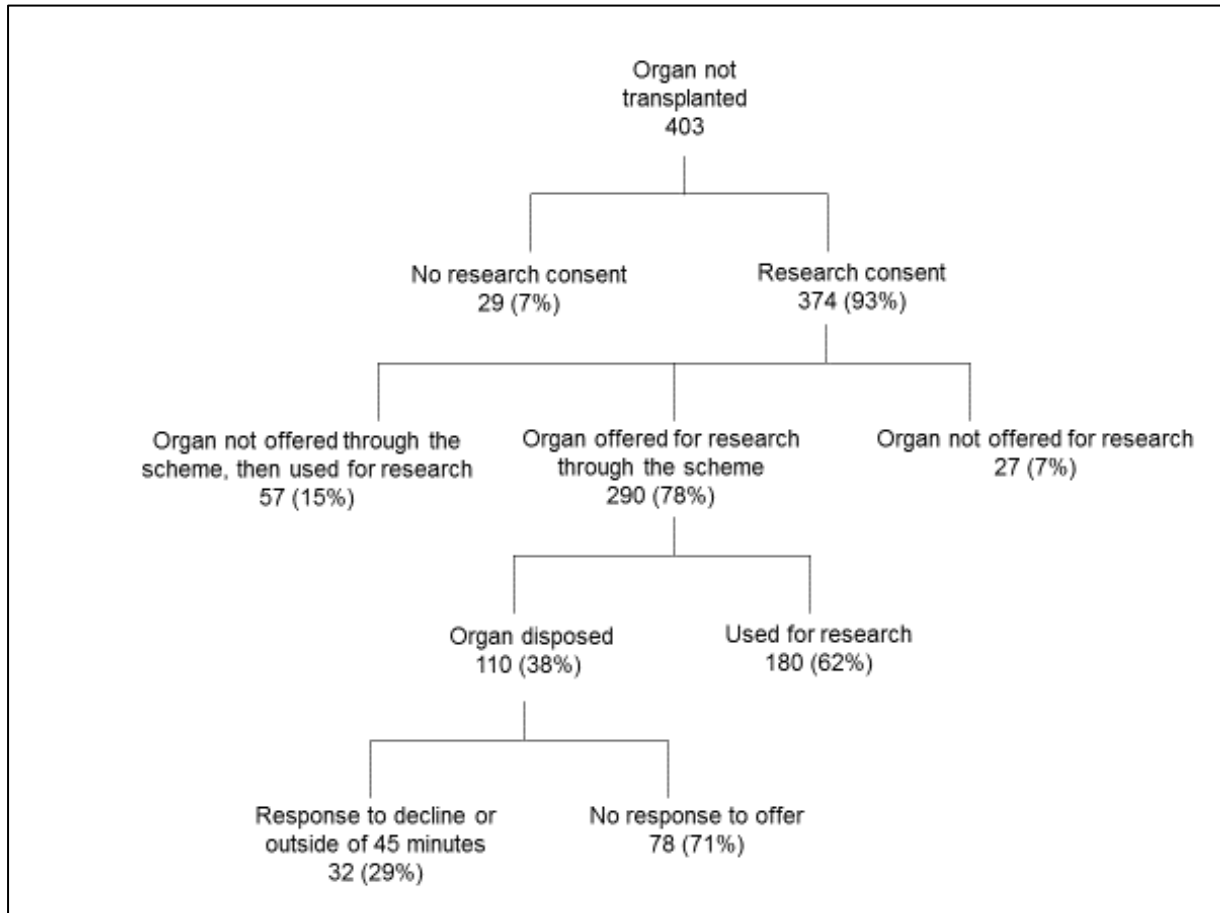 Organ not
transplanted
403
No research consent
29 (7%)
Research consent
374 (93%)
Organ not offered through the
scheme, then used for research
57 (15%)
Organ offered for research
through the scheme
290 (78%)
Organ not offered for research
27 (7%)
Organ disposed
110 (38%)
Used for research
180 (62%)
Response to decline or
outside of 45 minutes
32 (29%)
No response to offer
78 (71%)